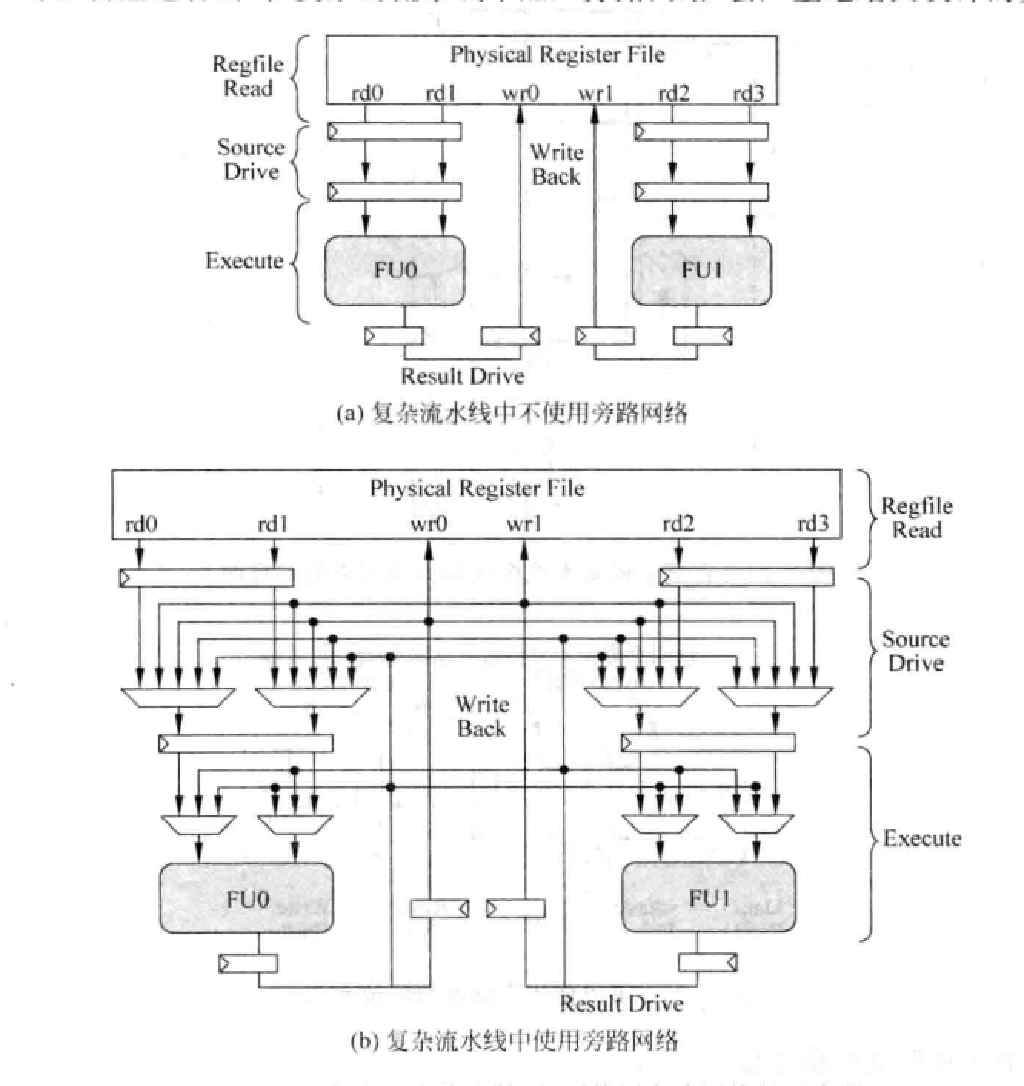 Physical Register File
Regfile
Read
rd0 rd1 wr0 wr1 rd2 rd3
Source
Drive
Write
Back
Execute
FU0 FU1
Result Drive
(a) 复杂流水线中不使用旁路网络
Physical Register File
rd0 rd1 wr0 wr1 rd2 rd3
Regfile
Read
Source
Drive
Write
Back
Execute
FU0 FU1
Result Drive
(b) 复杂流水线中使用旁路网络